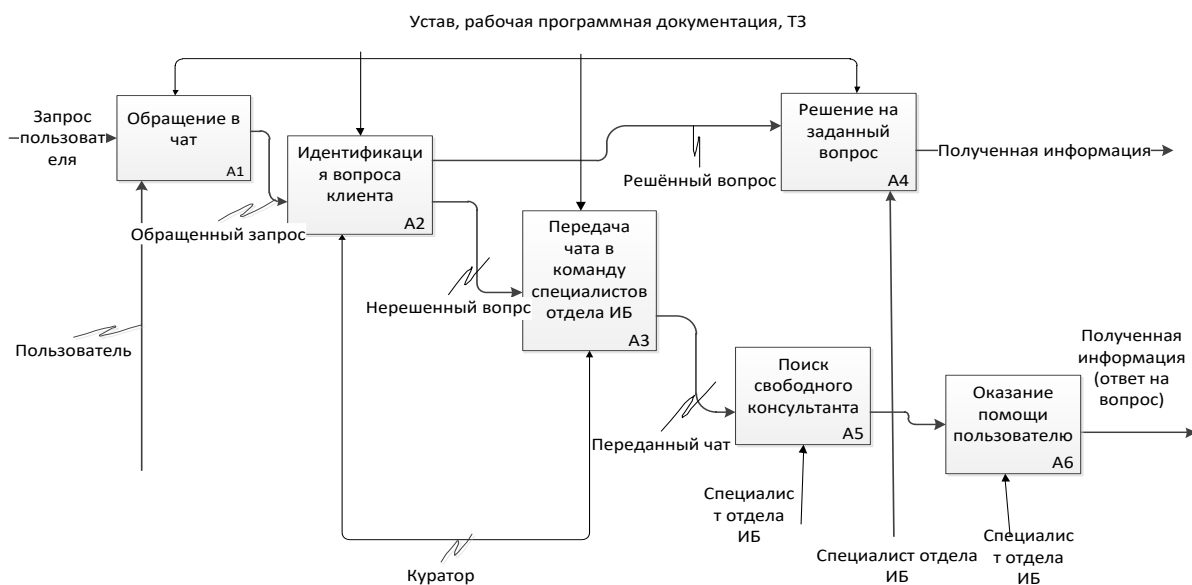 Устав, рабочая программная документация, ТЗ
Запрос
пользоват
еля
Обращение в
чат
А1
Идентификаци
я вопроса
клиента
А2
Решение на
заданный
вопрос
А4
Полученная информация
Решённый вопрос
Обращенный запрос
Передача
чата в
команду
специалистов
отдела ИБ
А3
Нерешенный вопрс
Пользователь
Поиск
свободного
консультанта
А5
Переданный чат
Оказание
помощи
пользователю
А6
Полученная
информация
(ответ на
вопрос)
Специалис
т отдела
ИБ
Специалист отдела
ИБ
Специалис
т отдела
ИБ
Куратор